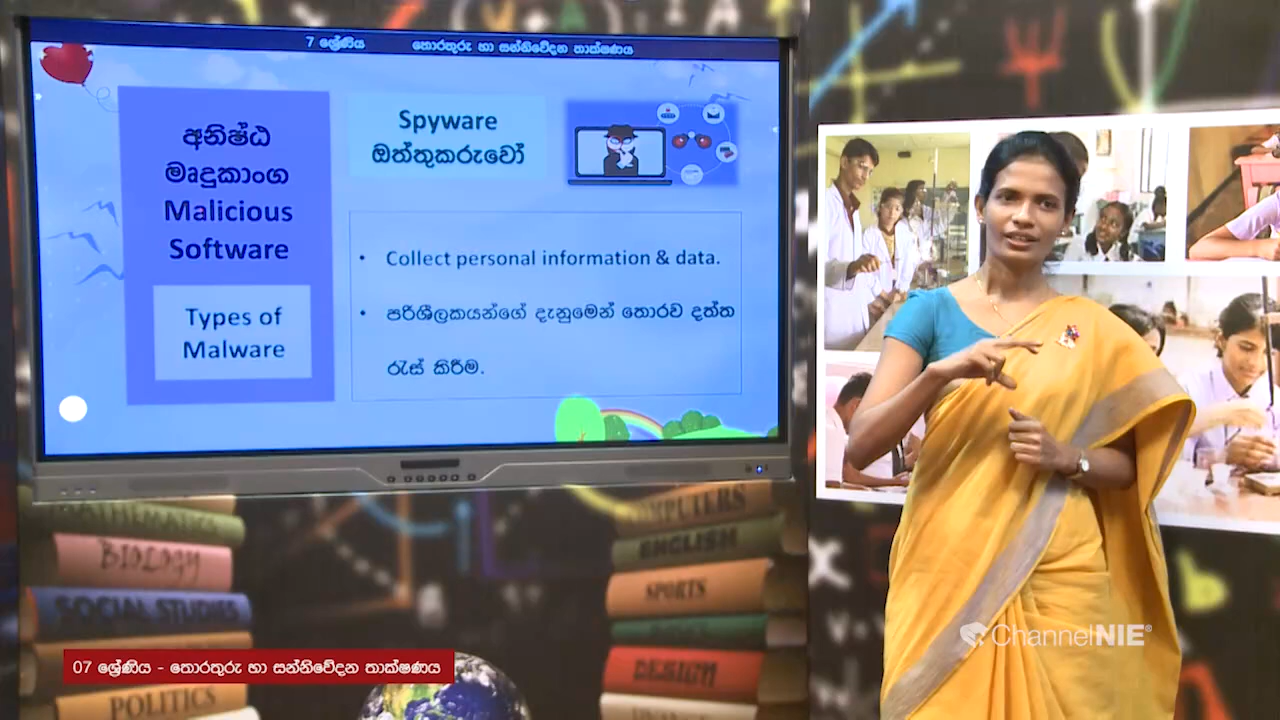 7 ශ්‍රේණිය තොරතුරු හා සන්නිවේදන තාක්ෂණය
අනිෂ්ඨ
මෘදුකාංග
Malicious
Software
Types of
Malware
Spyware
ඔත්තුකරුවෝ
• Collect personal information & data.
• පරිශීලකයන්ගේ දැනුමෙන් තොරව දත්ත
රැස් කිරීම.
MATHEMATICS
BIOLOGY
SOCIAL STUDIES
POLITICS
COMPUTERS
ENGLISH
SPORTS
DESIGN
07 ශ්‍රේණිය - තොරතුරු හා සන්නිවේදන තාක්ෂණය
ChannelNIE®